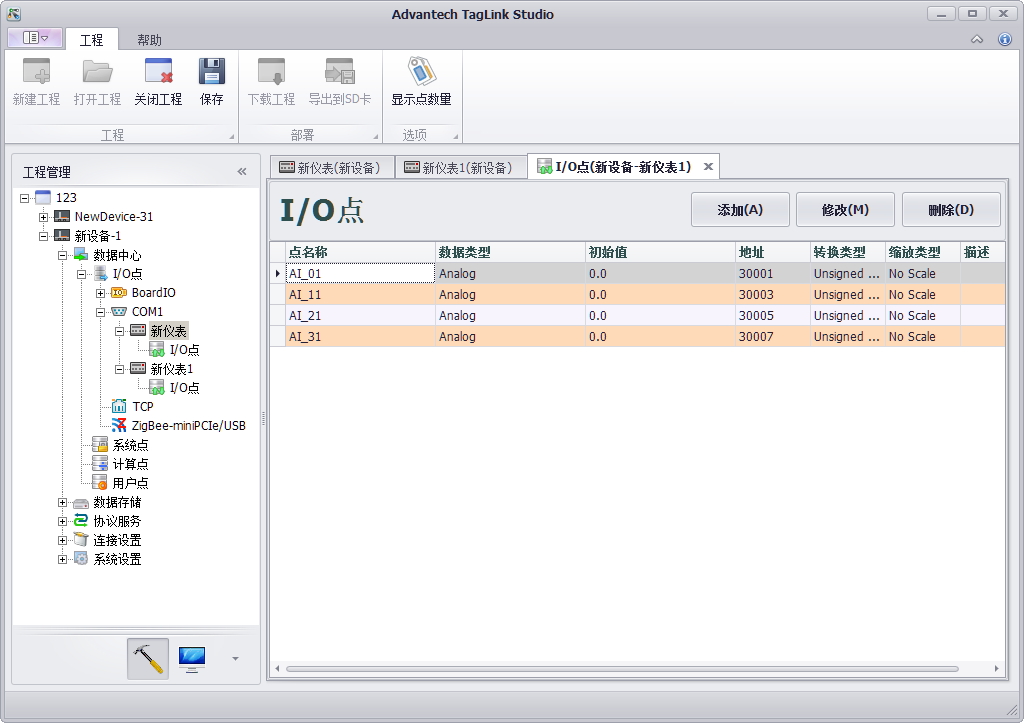 Advantech TagLink Studio
工程 帮助
新建工程 打开工程 关闭工程 保存 下载工程 导出到SD卡 显示点数量
工程 部署 选项
工程管理
123
NewDevice-31
新设备-1
数据中心
I/O点
BoardIO
COM1
新仪表
I/O点
新仪表1
I/O点
TCP
ZigBee-miniPCIe/USB
系统点
计算点
用户点
数据存储
协议服务
连接设置
系统设置
新仪表(新设备) 新仪表1(新设备) I/O点(新设备-新仪表1)
I/O点 添加(A) 修改(M) 删除(D)
点名称 数据类型 初始值 地址 转换类型 缩放类型 描述
AI_01 Analog 0.0 30001 Unsigned ... No Scale
AI_11 Analog 0.0 30003 Unsigned ... No Scale
AI_21 Analog 0.0 30005 Unsigned ... No Scale
AI_31 Analog 0.0 30007 Unsigned ... No Scale